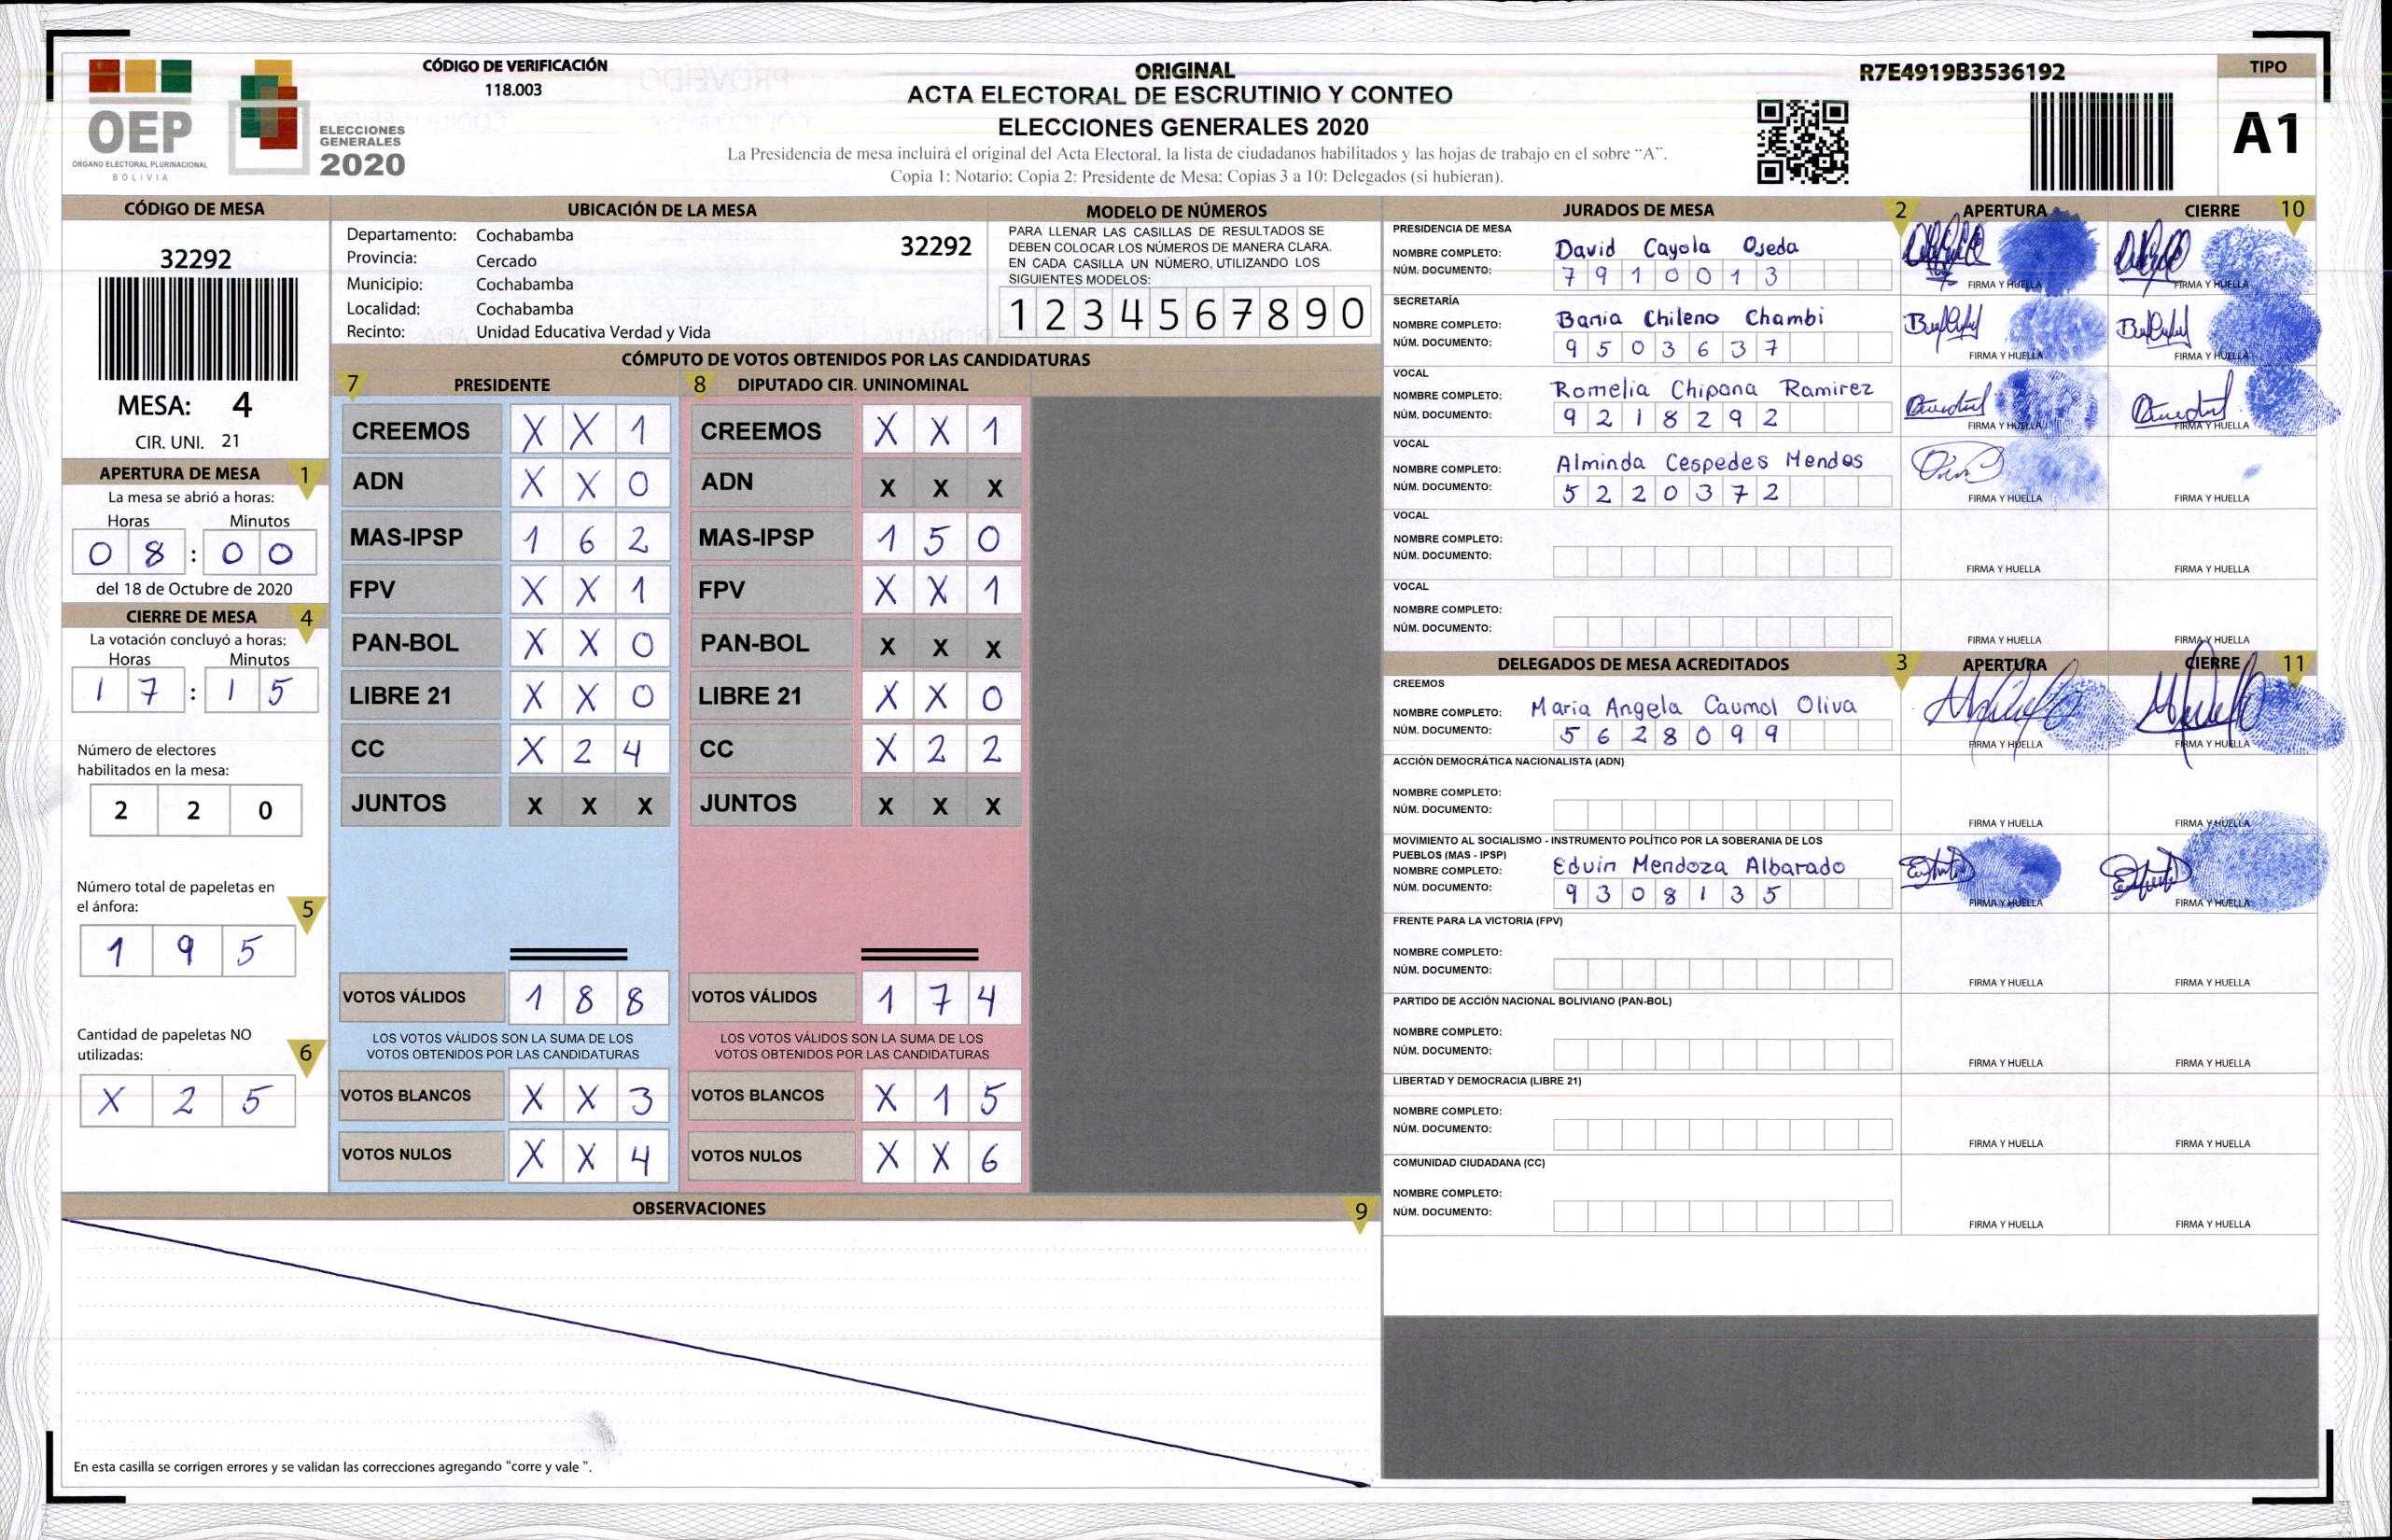 CÓDIGO DE VERIFICACIÓN
118.003
OEP
ÓRGANO ELECTORAL PLURINACIONAL
BOLIVIA
ELECCIONES
GENERALES
2020
ORIGINAL
ACTA ELECTORAL DE ESCRUTINIO Y CONTEO
ELECCIONES GENERALES 2020
La Presidencia de mesa incluirá el original del Acta Electoral, la lista de ciudadanos habilitados y las hojas de trabajo en el sobre "A".
Copia 1: Notario; Copia 2: Presidente de Mesa; Copias 3 a 10: Delegados (si hubieran).
R7E4919B3536192
TIPO
A1
CÓDIGO DE MESA
32292
MESA: 4
CIR. UNI. 21
APERTURA DE MESA 1
La mesa se abrió a horas:
Horas Minutos
0 8 : 0 0
del 18 de Octubre de 2020
CIERRE DE MESA 4
La votación concluyó a horas:
Horas Minutos
1 7 : 1 5
Número de electores
habilitados en la mesa:
2 2 0
Número total de papeletas en
el ánfora: 5
1 9 5
Cantidad de papeletas NO
utilizadas: 6
X 2 5
UBICACIÓN DE LA MESA
Departamento: Cochabamba 32292
Provincia: Cercado
Municipio: Cochabamba
Localidad: Cochabamba
Recinto: Unidad Educativa Verdad y Vida
MODELO DE NÚMEROS
PARA LLENAR LAS CASILLAS DE RESULTADOS SE
DEBEN COLOCAR LOS NÚMEROS DE MANERA CLARA.
EN CADA CASILLA UN NÚMERO, UTILIZANDO LOS
SIGUIENTES MODELOS:
1 2 3 4 5 6 7 8 9 0
CÓMPUTO DE VOTOS OBTENIDOS POR LAS CANDIDATURAS
7 PRESIDENTE 8 DIPUTADO CIR. UNINOMINAL
CREEMOS X X 1 CREEMOS X X 1
ADN X X 0 ADN X X X
MAS-IPSP 1 6 2 MAS-IPSP 1 5 0
FPV X X 1 FPV X X 1
PAN-BOL X X 0 PAN-BOL X X X
LIBRE 21 X X 0 LIBRE 21 X X 0
CC X 2 4 CC X 2 2
JUNTOS X X X JUNTOS X X X
VOTOS VÁLIDOS 1 8 8 VOTOS VÁLIDOS 1 7 4
LOS VOTOS VÁLIDOS SON LA SUMA DE LOS LOS VOTOS VÁLIDOS SON LA SUMA DE LOS
VOTOS OBTENIDOS POR LAS CANDIDATURAS VOTOS OBTENIDOS POR LAS CANDIDATURAS
VOTOS BLANCOS X X 3 VOTOS BLANCOS X 1 5
VOTOS NULOS X X 4 VOTOS NULOS X X 6
OBSERVACIONES 9
En esta casilla se corrigen errores y se validan las correcciones agregando "corre y vale ".
JURADOS DE MESA 2 APERTURA CIERRE 10
PRESIDENCIA DE MESA
NOMBRE COMPLETO: David Cayola Ojeda
NÚM. DOCUMENTO: 7 9 1 0 0 1 3 FIRMA Y HUELLA FIRMA Y HUELLA
SECRETARÍA
NOMBRE COMPLETO: Bania Chileno Chambi
NÚM. DOCUMENTO: 9 5 0 3 6 3 7 FIRMA Y HUELLA FIRMA Y HUELLA
VOCAL
NOMBRE COMPLETO: Romelia Chipana Ramirez
NÚM. DOCUMENTO: 9 2 1 8 2 9 2 FIRMA Y HUELLA FIRMA Y HUELLA
VOCAL
NOMBRE COMPLETO: Alminda Cespedes Mendos
NÚM. DOCUMENTO: 5 2 2 0 3 7 2 FIRMA Y HUELLA FIRMA Y HUELLA
VOCAL
NOMBRE COMPLETO:
NÚM. DOCUMENTO: FIRMA Y HUELLA FIRMA Y HUELLA
VOCAL
NOMBRE COMPLETO:
NÚM. DOCUMENTO: FIRMA Y HUELLA FIRMA Y HUELLA
DELEGADOS DE MESA ACREDITADOS 3 APERTURA CIERRE 11
CREEMOS
NOMBRE COMPLETO: Maria Angela Caumol Oliva
NÚM. DOCUMENTO: 5 6 2 8 0 9 9 FIRMA Y HUELLA FIRMA Y HUELLA
ACCIÓN DEMOCRÁTICA NACIONALISTA (ADN)
NOMBRE COMPLETO:
NÚM. DOCUMENTO: FIRMA Y HUELLA FIRMA Y HUELLA
MOVIMIENTO AL SOCIALISMO - INSTRUMENTO POLÍTICO POR LA SOBERANIA DE LOS
PUEBLOS (MAS - IPSP)
NOMBRE COMPLETO: Eduin Mendoza Albarado
NÚM. DOCUMENTO: 9 3 0 8 1 3 5 FIRMA Y HUELLA FIRMA Y HUELLA
FRENTE PARA LA VICTORIA (FPV)
NOMBRE COMPLETO:
NÚM. DOCUMENTO: FIRMA Y HUELLA FIRMA Y HUELLA
PARTIDO DE ACCIÓN NACIONAL BOLIVIANO (PAN-BOL)
NOMBRE COMPLETO:
NÚM. DOCUMENTO: FIRMA Y HUELLA FIRMA Y HUELLA
LIBERTAD Y DEMOCRACIA (LIBRE 21)
NOMBRE COMPLETO:
NÚM. DOCUMENTO: FIRMA Y HUELLA FIRMA Y HUELLA
COMUNIDAD CIUDADANA (CC)
NOMBRE COMPLETO:
NÚM. DOCUMENTO: FIRMA Y HUELLA FIRMA Y HUELLA